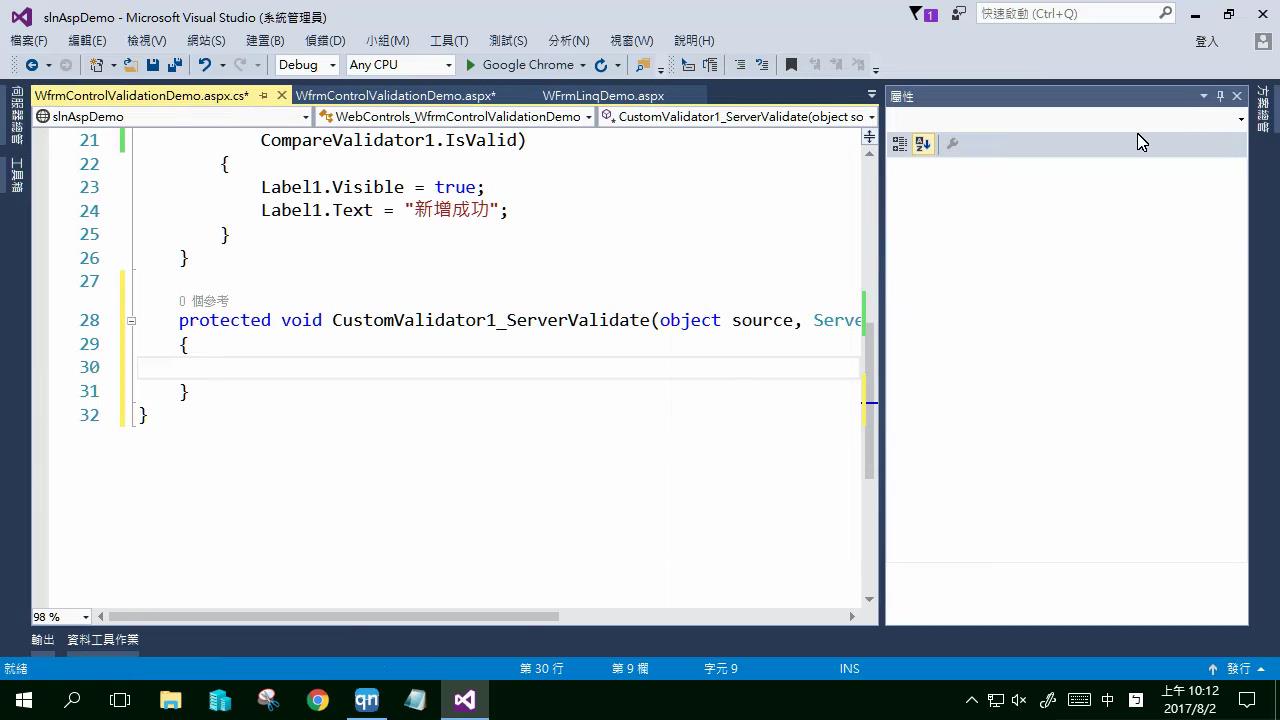 slnAspDemo - Microsoft Visual Studio (系統管理員)
1
快速啟動 (Ctrl+Q)
檔案(F) 編輯(E) 檢視(V) 網站(S) 建置(B) 偵錯(D) 小組(M) 工具(T) 測試(S) 分析(N) 視窗(W) 說明(H) 登入
Debug Any CPU Google Chrome
伺服器總管
工具箱
WfrmControlValidationDemo.aspx.cs* WfrmControlValidationDemo.aspx* WFrmLinqDemo.aspx
slnAspDemo WebControls_WfrmControlValidationDemo CustomValidator1_ServerValidate(object so
21 CompareValidator1.IsValid)
22 {
23 Label1.Visible = true;
24 Label1.Text = "新增成功";
25 }
26 }
27
0 個參考
28 protected void CustomValidator1_ServerValidate(object source, Serve
29 {
30
31 }
32 }
98 %
屬性
方案總管
輸出 資料工具作業
就緒 第 30 行 第 9 欄 字元 9 INS 發行
qn
中
上午 10:12
2017/8/2